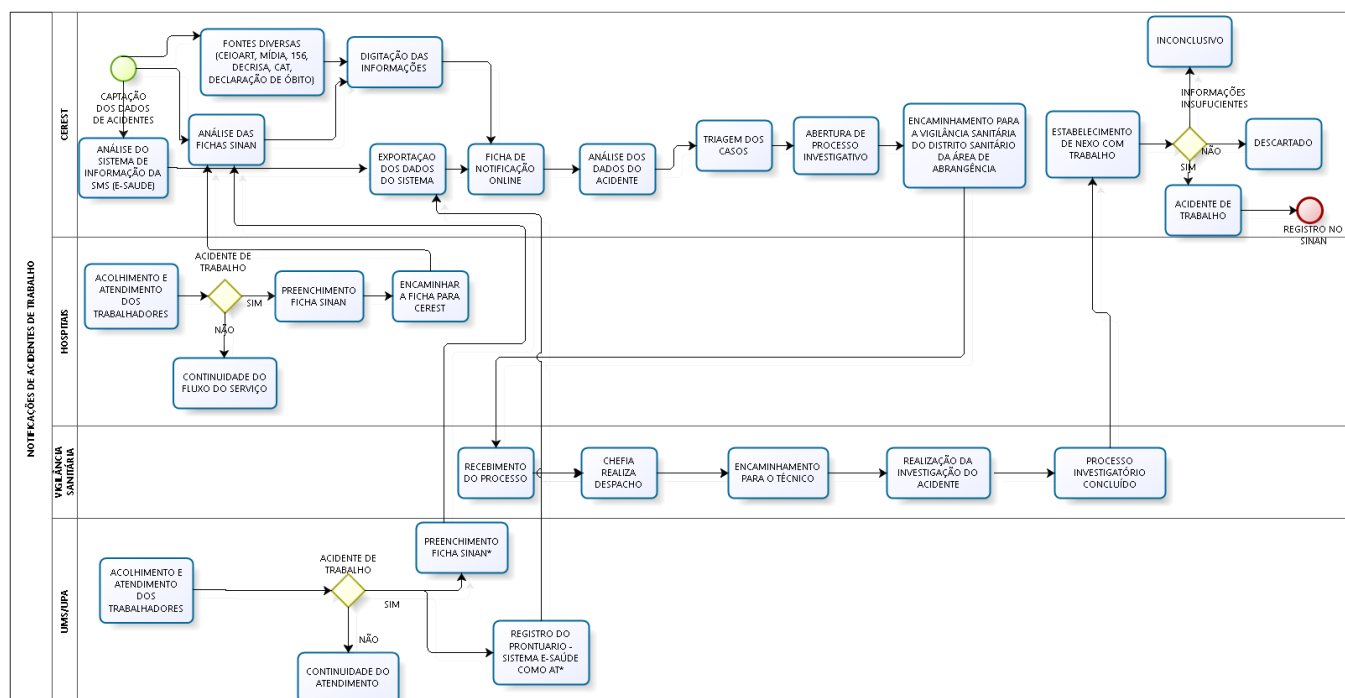 NOTIFICAÇÕES DE ACIDENTES DE TRABALHO
CEREST
CAPTAÇÃO
DOS DADOS
DE ACIDENTES
FONTES DIVERSAS
(CEIOART, MÍDIA, 156,
DECRISA, CAT,
DECLARAÇÃO DE ÓBITO)
DIGITAÇÃO DAS
INFORMAÇÕES
ANÁLISE DAS
FICHAS SINAN
ANÁLISE DO
SISTEMA DE
INFORMAÇÃO DA
SMS (E-SAUDE)
EXPORTAÇAO
DOS DADOS
DO SISTEMA
FICHA DE
NOTIFICAÇÃO
ONLINE
ANÁLISE DOS
DADOS DO
ACIDENTE
TRIAGEM DOS
CASOS
ABERTURA DE
PROCESSO
INVESTIGATIVO
ENCAMINHAMENTO PARA
A VIGILÂNCIA SANITÁRIA
DO DISTRITO SANITÁRIO
DA ÁREA DE
ABRANGÊNCIA
ESTABELECIMENTO
DE NEXO COM
TRABALHO
INCONCLUSIVO
INFORMAÇÕES
INSUFICIENTES
NÃO
DESCARTADO
SIM
ACIDENTE DE
TRABALHO
REGISTRO NO
SINAN
HOSPITAIS
ACOLHIMENTO E
ATENDIMENTO
DOS
TRABALHADORES
ACIDENTE DE
TRABALHO
SIM
NÃO
PREENCHIMENTO
FICHA SINAN
ENCAMINHAR
A FICHA PARA
CEREST
CONTINUIDADE DO
FLUXO DO SERVIÇO
VIGILÂNCIA
SANITÁRIA
RECEBIMENTO
DO PROCESSO
CHEFIA
REALIZA
DESPACHO
ENCAMINHAMENTO
PARA O TÉCNICO
REALIZAÇÃO DA
INVESTIGAÇÃO DO
ACIDENTE
PROCESSO
INVESTIGATÓRIO
CONCLUÍDO
UMS/UPA
ACOLHIMENTO E
ATENDIMENTO
DOS
TRABALHADORES
ACIDENTE DE
TRABALHO
SIM
NÃO
PREENCHIMENTO
FICHA SINAN*
REGISTRO DO
PRONTUARIO -
SISTEMA E-SAÚDE
COMO AT*
CONTINUIDADE DO
ATENDIMENTO